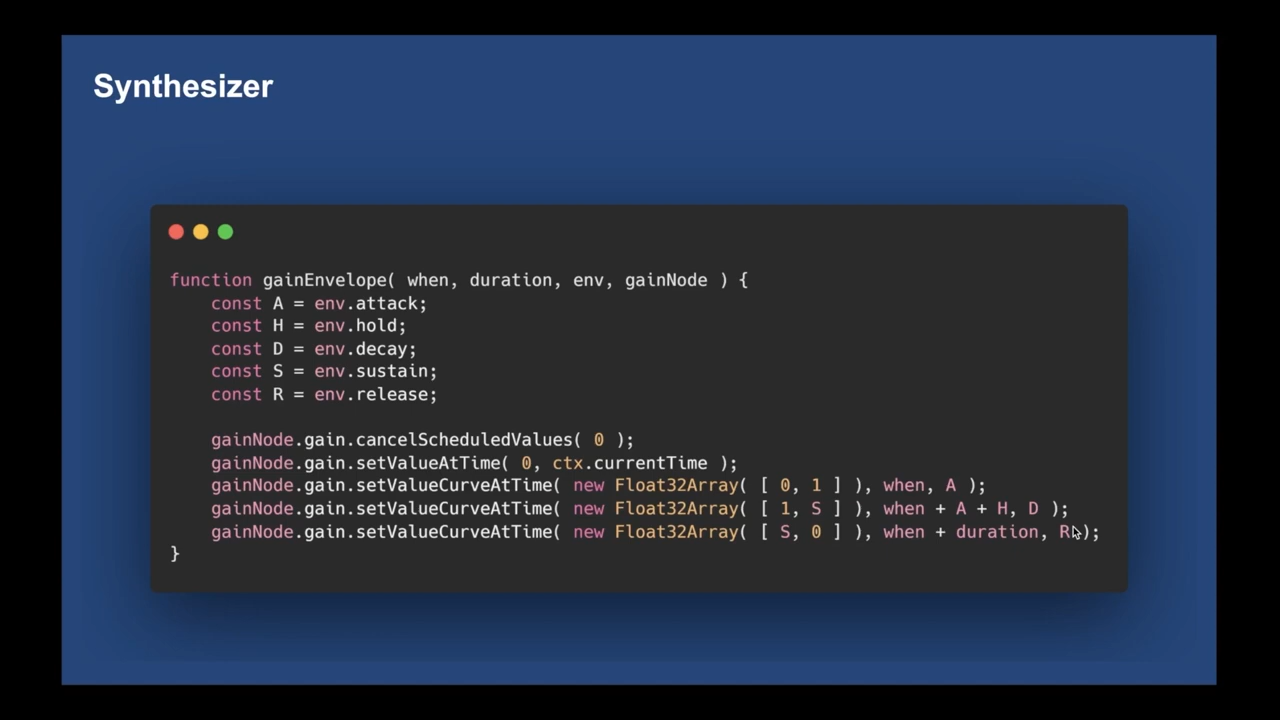 Synthesizer
function gainEnvelope( when, duration, env, gainNode ) {
    const A = env.attack;
    const H = env.hold;
    const D = env.decay;
    const S = env.sustain;
    const R = env.release;

    gainNode.gain.cancelScheduledValues( 0 );
    gainNode.gain.setValueAtTime( 0, ctx.currentTime );
    gainNode.gain.setValueCurveAtTime( new Float32Array( [ 0, 1 ] ), when, A );
    gainNode.gain.setValueCurveAtTime( new Float32Array( [ 1, S ] ), when + A + H, D );
    gainNode.gain.setValueCurveAtTime( new Float32Array( [ S, 0 ] ), when + duration, R );
}